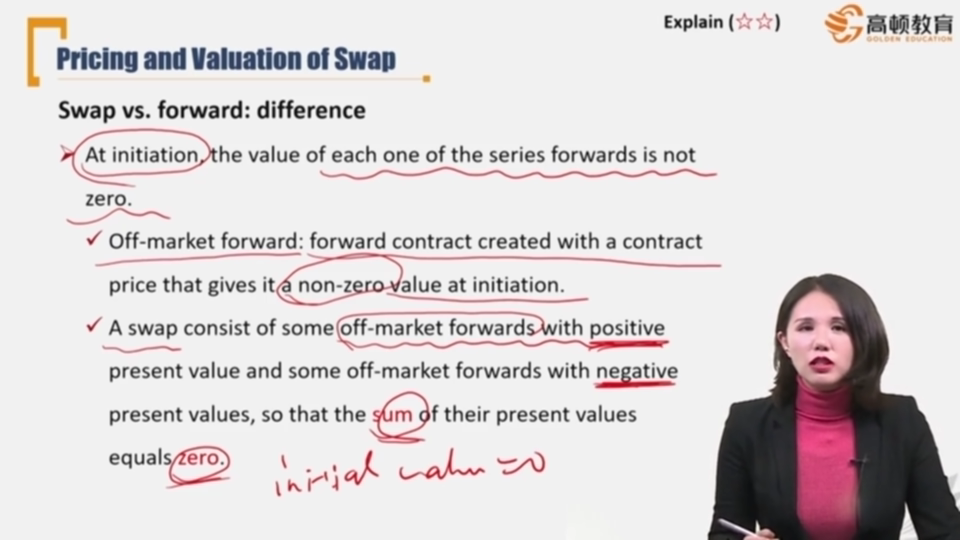 Explain (☆☆)
高顿教育
GOLDEN EDUCATION
Pricing and Valuation of Swap
Swap vs. forward: difference
At initiation, the value of each one of the series forwards is not
zero.
Off-market forward: forward contract created with a contract
price that gives it a non-zero value at initiation.
A swap consist of some off-market forwards with positive
present value and some off-market forwards with negative
present values, so that the sum of their present values
equals zero.
initial value =0